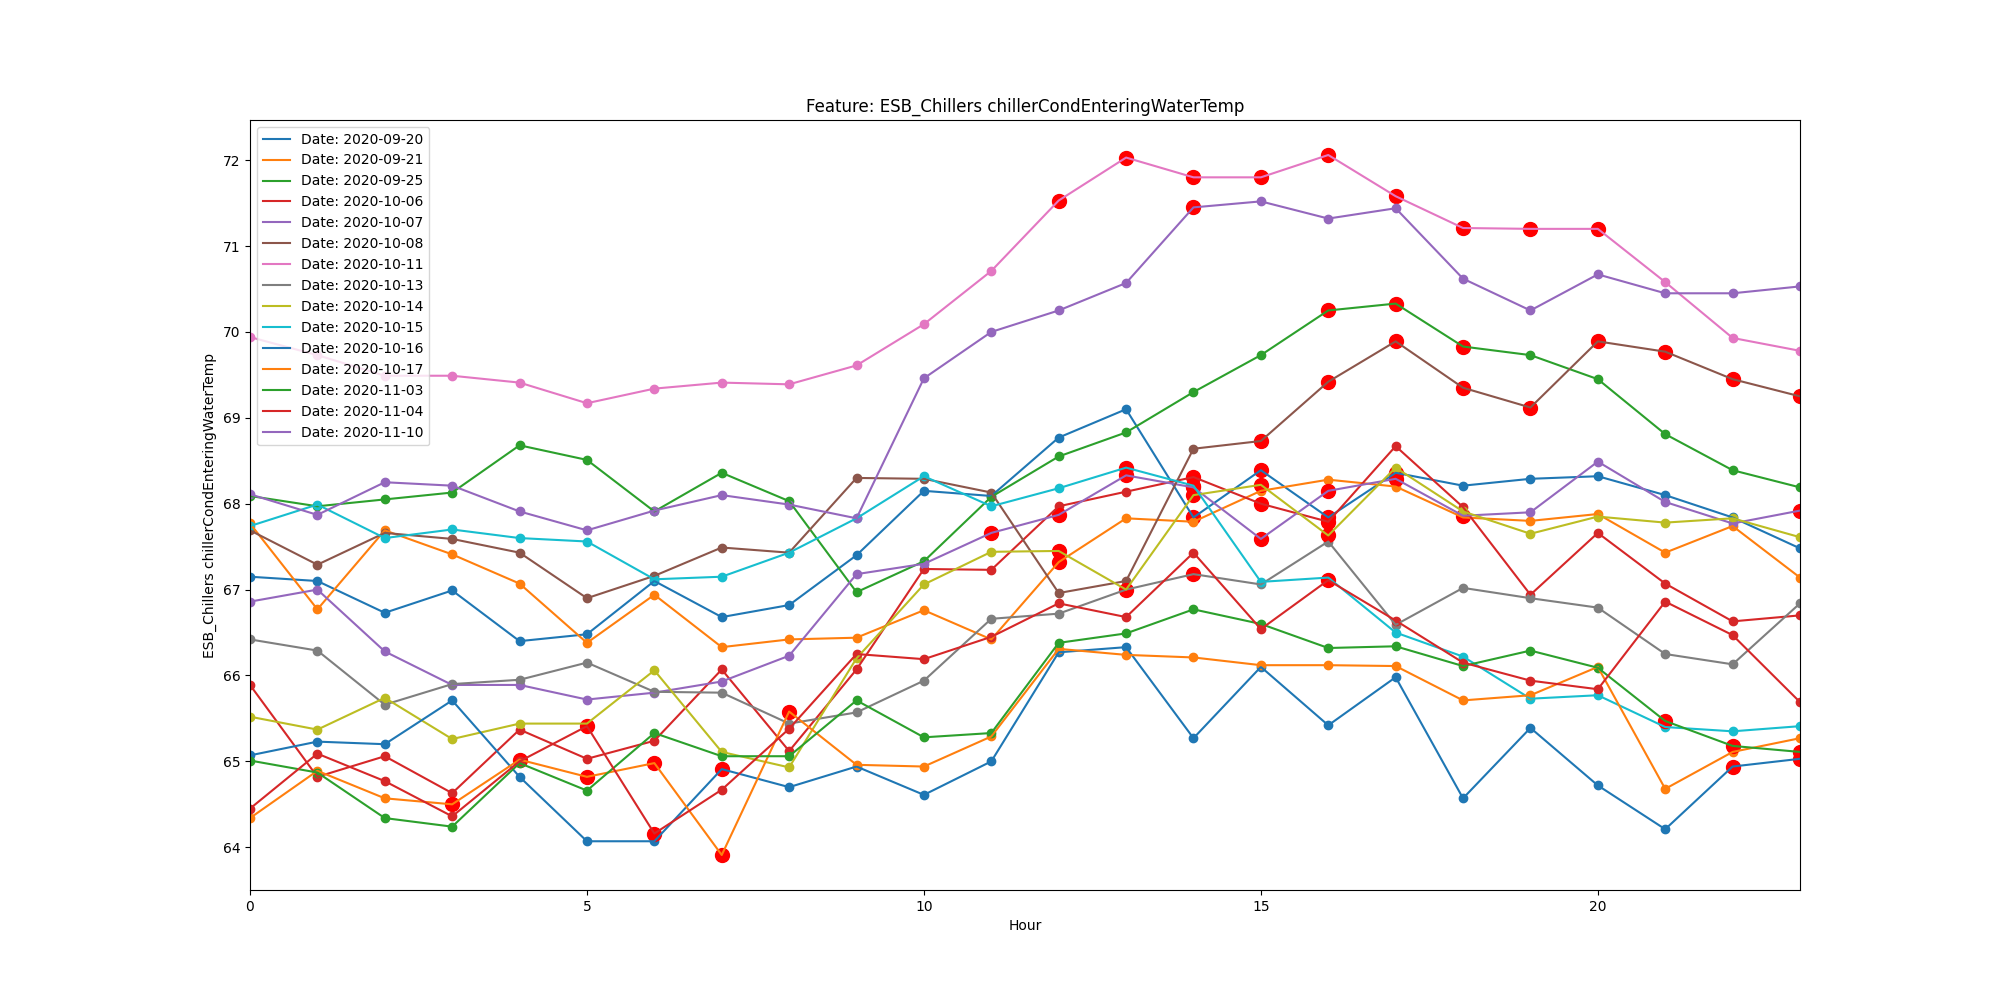 Feature: ESB_Chillers chillerCondEnteringWaterTemp
Date: 2020-09-20
Date: 2020-09-21
Date: 2020-09-25
Date: 2020-10-06
Date: 2020-10-07
Date: 2020-10-08
Date: 2020-10-11
Date: 2020-10-13
Date: 2020-10-14
Date: 2020-10-15
Date: 2020-10-16
Date: 2020-10-17
Date: 2020-11-03
Date: 2020-11-04
Date: 2020-11-10
ESB_Chillers chillerCondEnteringWaterTemp
72
71
70
69
68
67
66
65
64
0 5 10 15 20
Hour